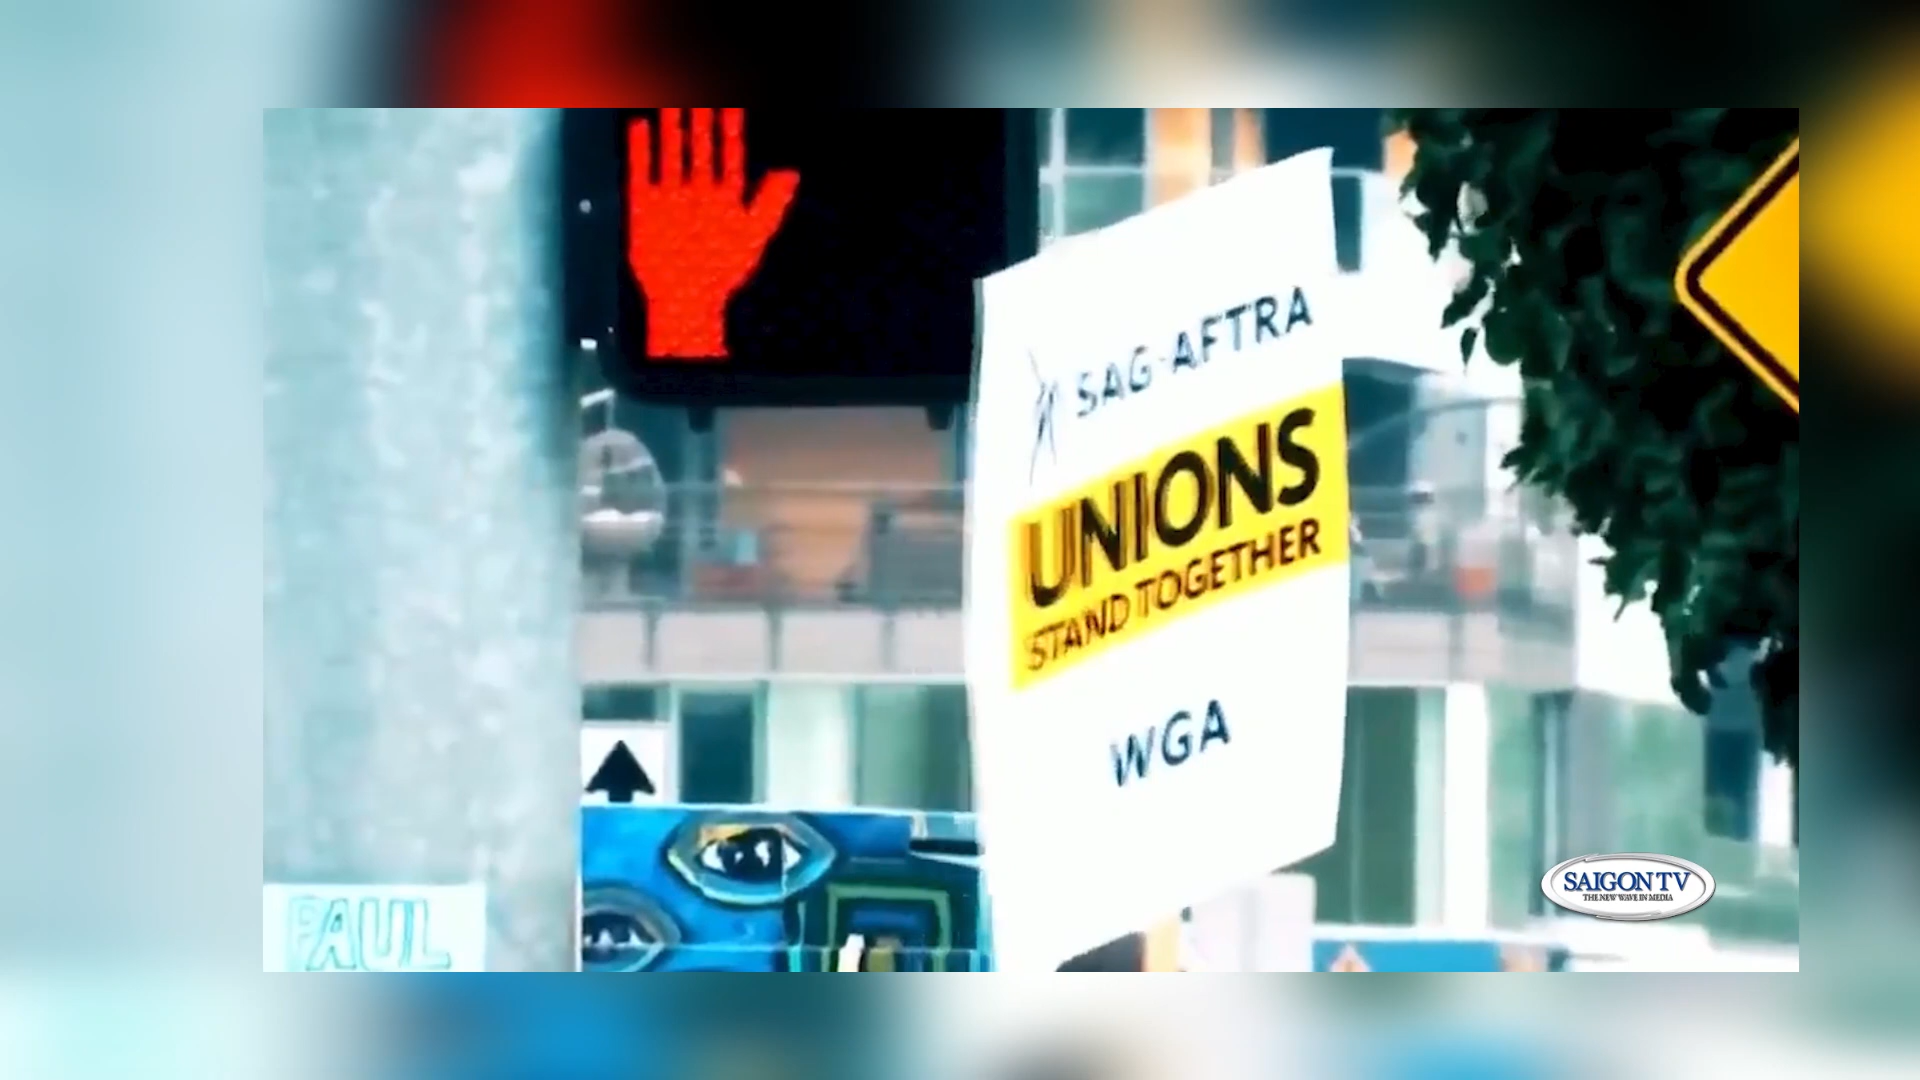 SAG-AFTRA
UNIONS
STAND TOGETHER
WGA
PAUL
SAIGON TV
THE NEW WAVE IN MEDIA